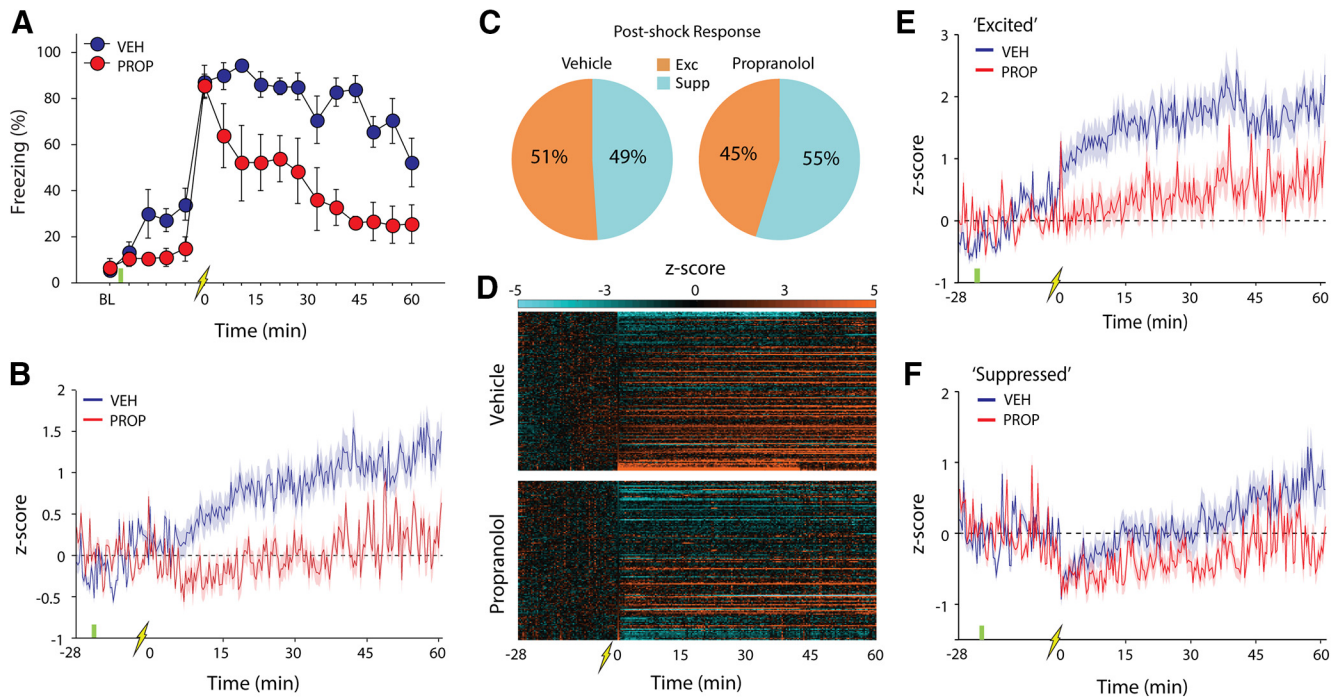 A
VEH
PROP
Freezing (%)
100
80
60
40
20
0
BL
0
15
30
45
60
Time (min)
B
VEH
PROP
z-score
2
1.5
1
0.5
0
-0.5
-1
-28
0
15
30
45
60
Time (min)
C
Post-shock Response
Vehicle
Exc
Supp
Propranolol
51%
49%
45%
55%
D
z-score
-5
-3
0
3
5
Vehicle
Propranolol
-28
0
15
30
45
60
Time (min)
E
'Excited'
VEH
PROP
z-score
3
2
1
0
-1
-28
0
15
30
45
60
Time (min)
F
'Suppressed'
VEH
PROP
z-score
2
1
0
-1
-28
0
15
30
45
60
Time (min)